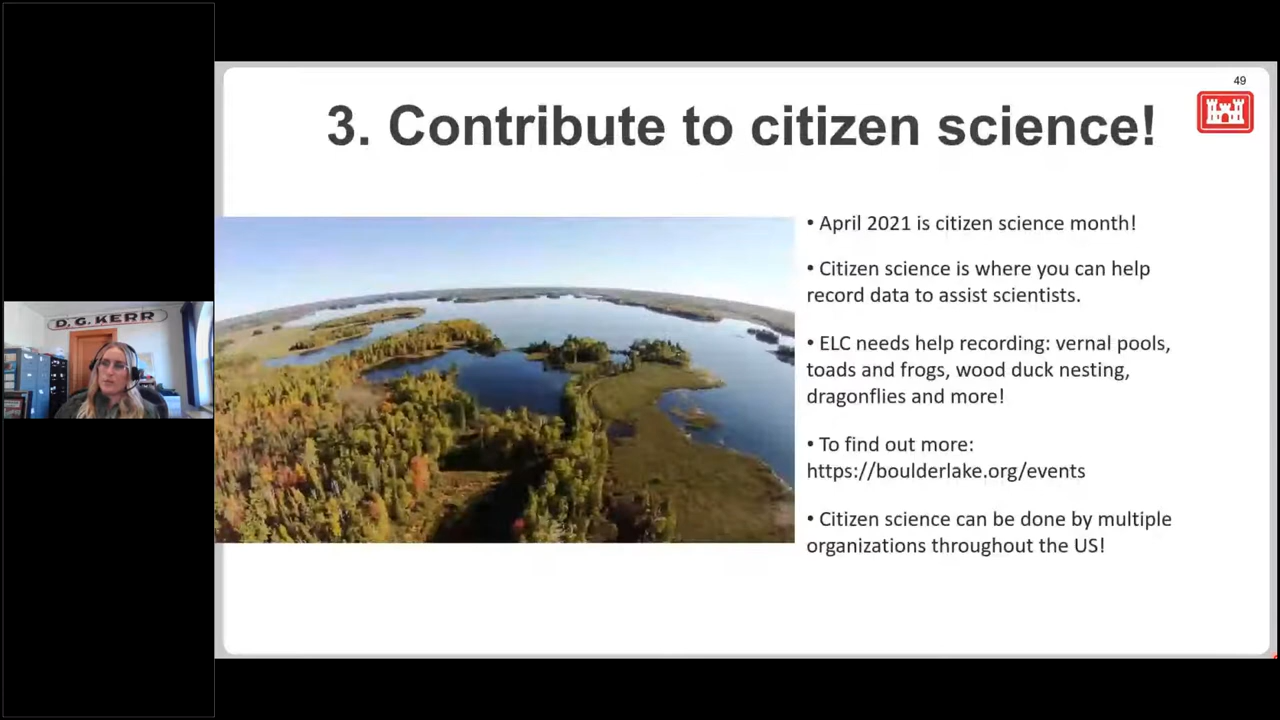 49
3. Contribute to citizen science!
• April 2021 is citizen science month!
• Citizen science is where you can help
record data to assist scientists.
• ELC needs help recording: vernal pools,
toads and frogs, wood duck nesting,
dragonflies and more!
• To find out more:
https://boulderlake.org/events
• Citizen science can be done by multiple
organizations throughout the US!
D. G. KERR